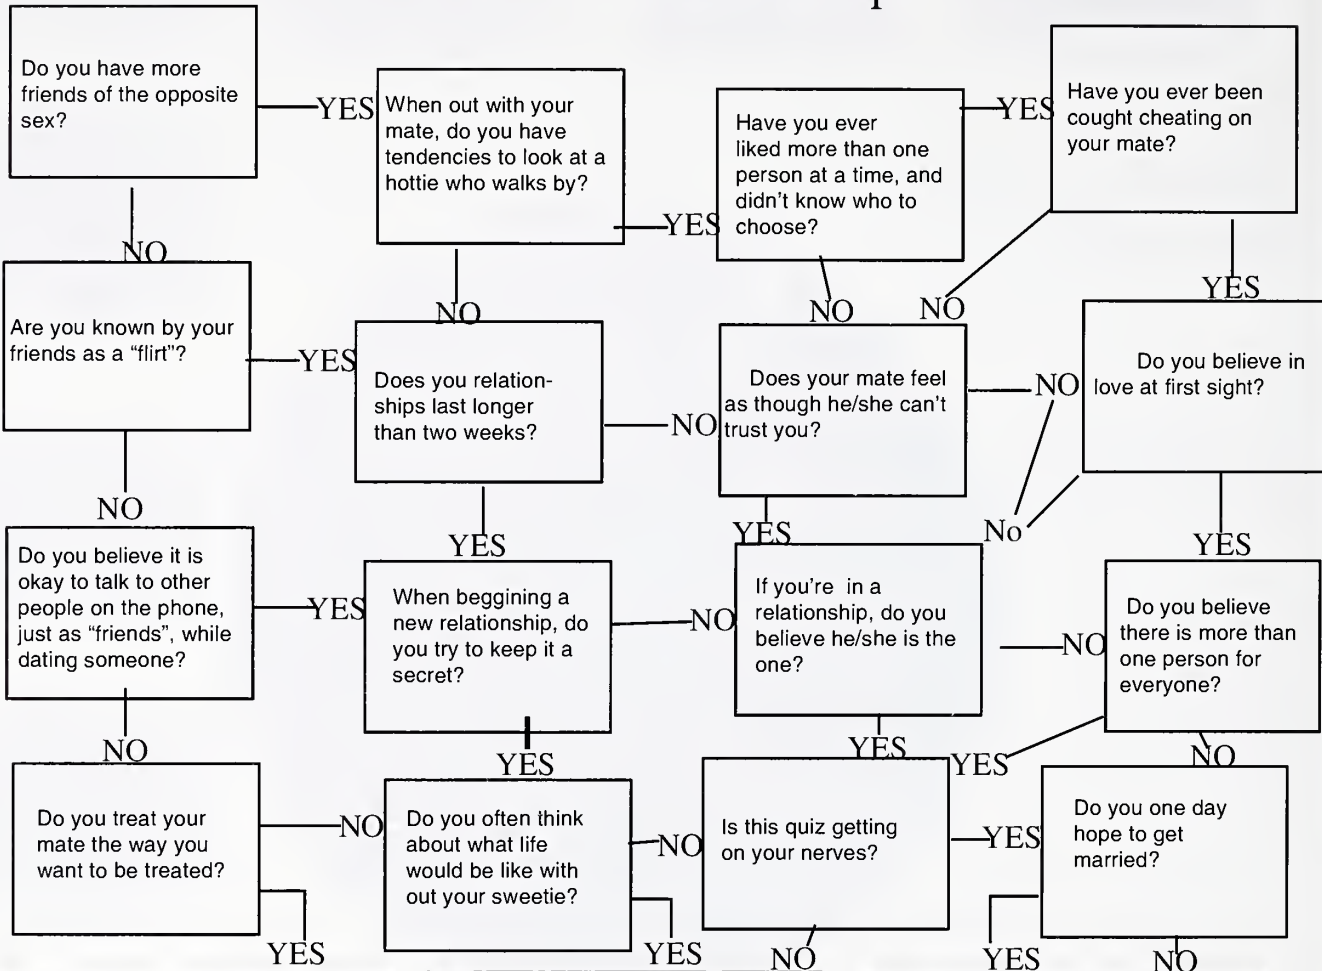 Do you have more
friends of the opposite
sex?
YES
When out with your
mate, do you have
tendencies to look at a
hottie who walks by?
YES
Have you ever
liked more than one
person at a time, and
didn't know who to
choose?
YES
Have you ever been
cought cheating on
your mate?
NO
NO
NO
NO
YES
Are you known by your
friends as a “flirt”?
YES
Does you relation-
ships last longer
than two weeks?
NO
Does your mate feel
as though he/she can't
trust you?
NO
Do you believe in
love at first sight?
NO
YES
YES
No
YES
Do you believe it is
okay to talk to other
people on the phone,
just as “friends”, while
dating someone?
YES
When beggining a
new relationship, do
you try to keep it a
secret?
NO
If you're in a
relationship, do you
believe he/she is the
one?
NO
Do you believe
there is more than
one person for
everyone?
NO
YES
YES
YES
NO
Do you treat your
mate the way you
want to be treated?
NO
Do you often think
about what life
would be like with
out your sweetie?
NO
Is this quiz getting
on your nerves?
YES
Do you one day
hope to get
married?
YES
YES
NO
YES
NO